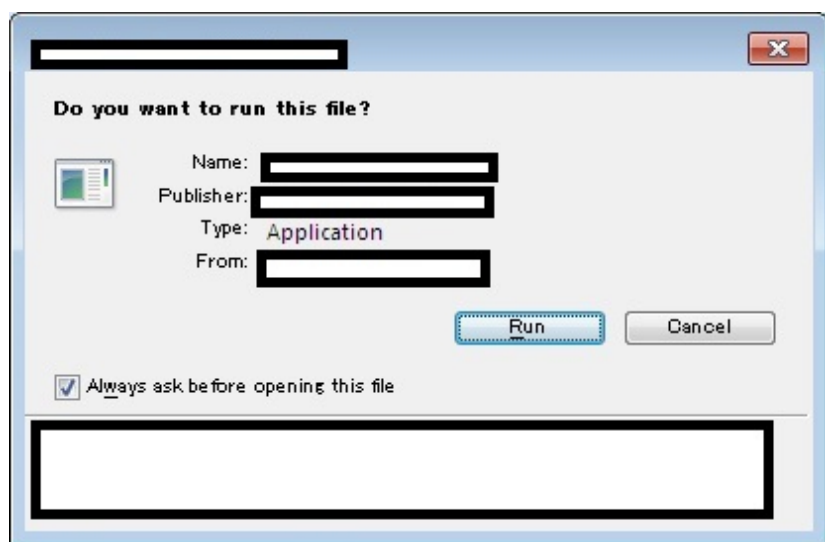 Do you want to run this file?
Name:
Publisher:
Type: Application
From:
Run Cancel
Always ask before opening this file